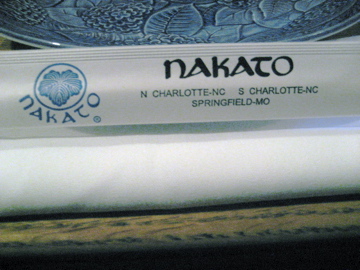 NAKATO
®
NAKATO
N CHARLOTTE-NC S CHARLOTTE-NC
SPRINGFIELD-MO